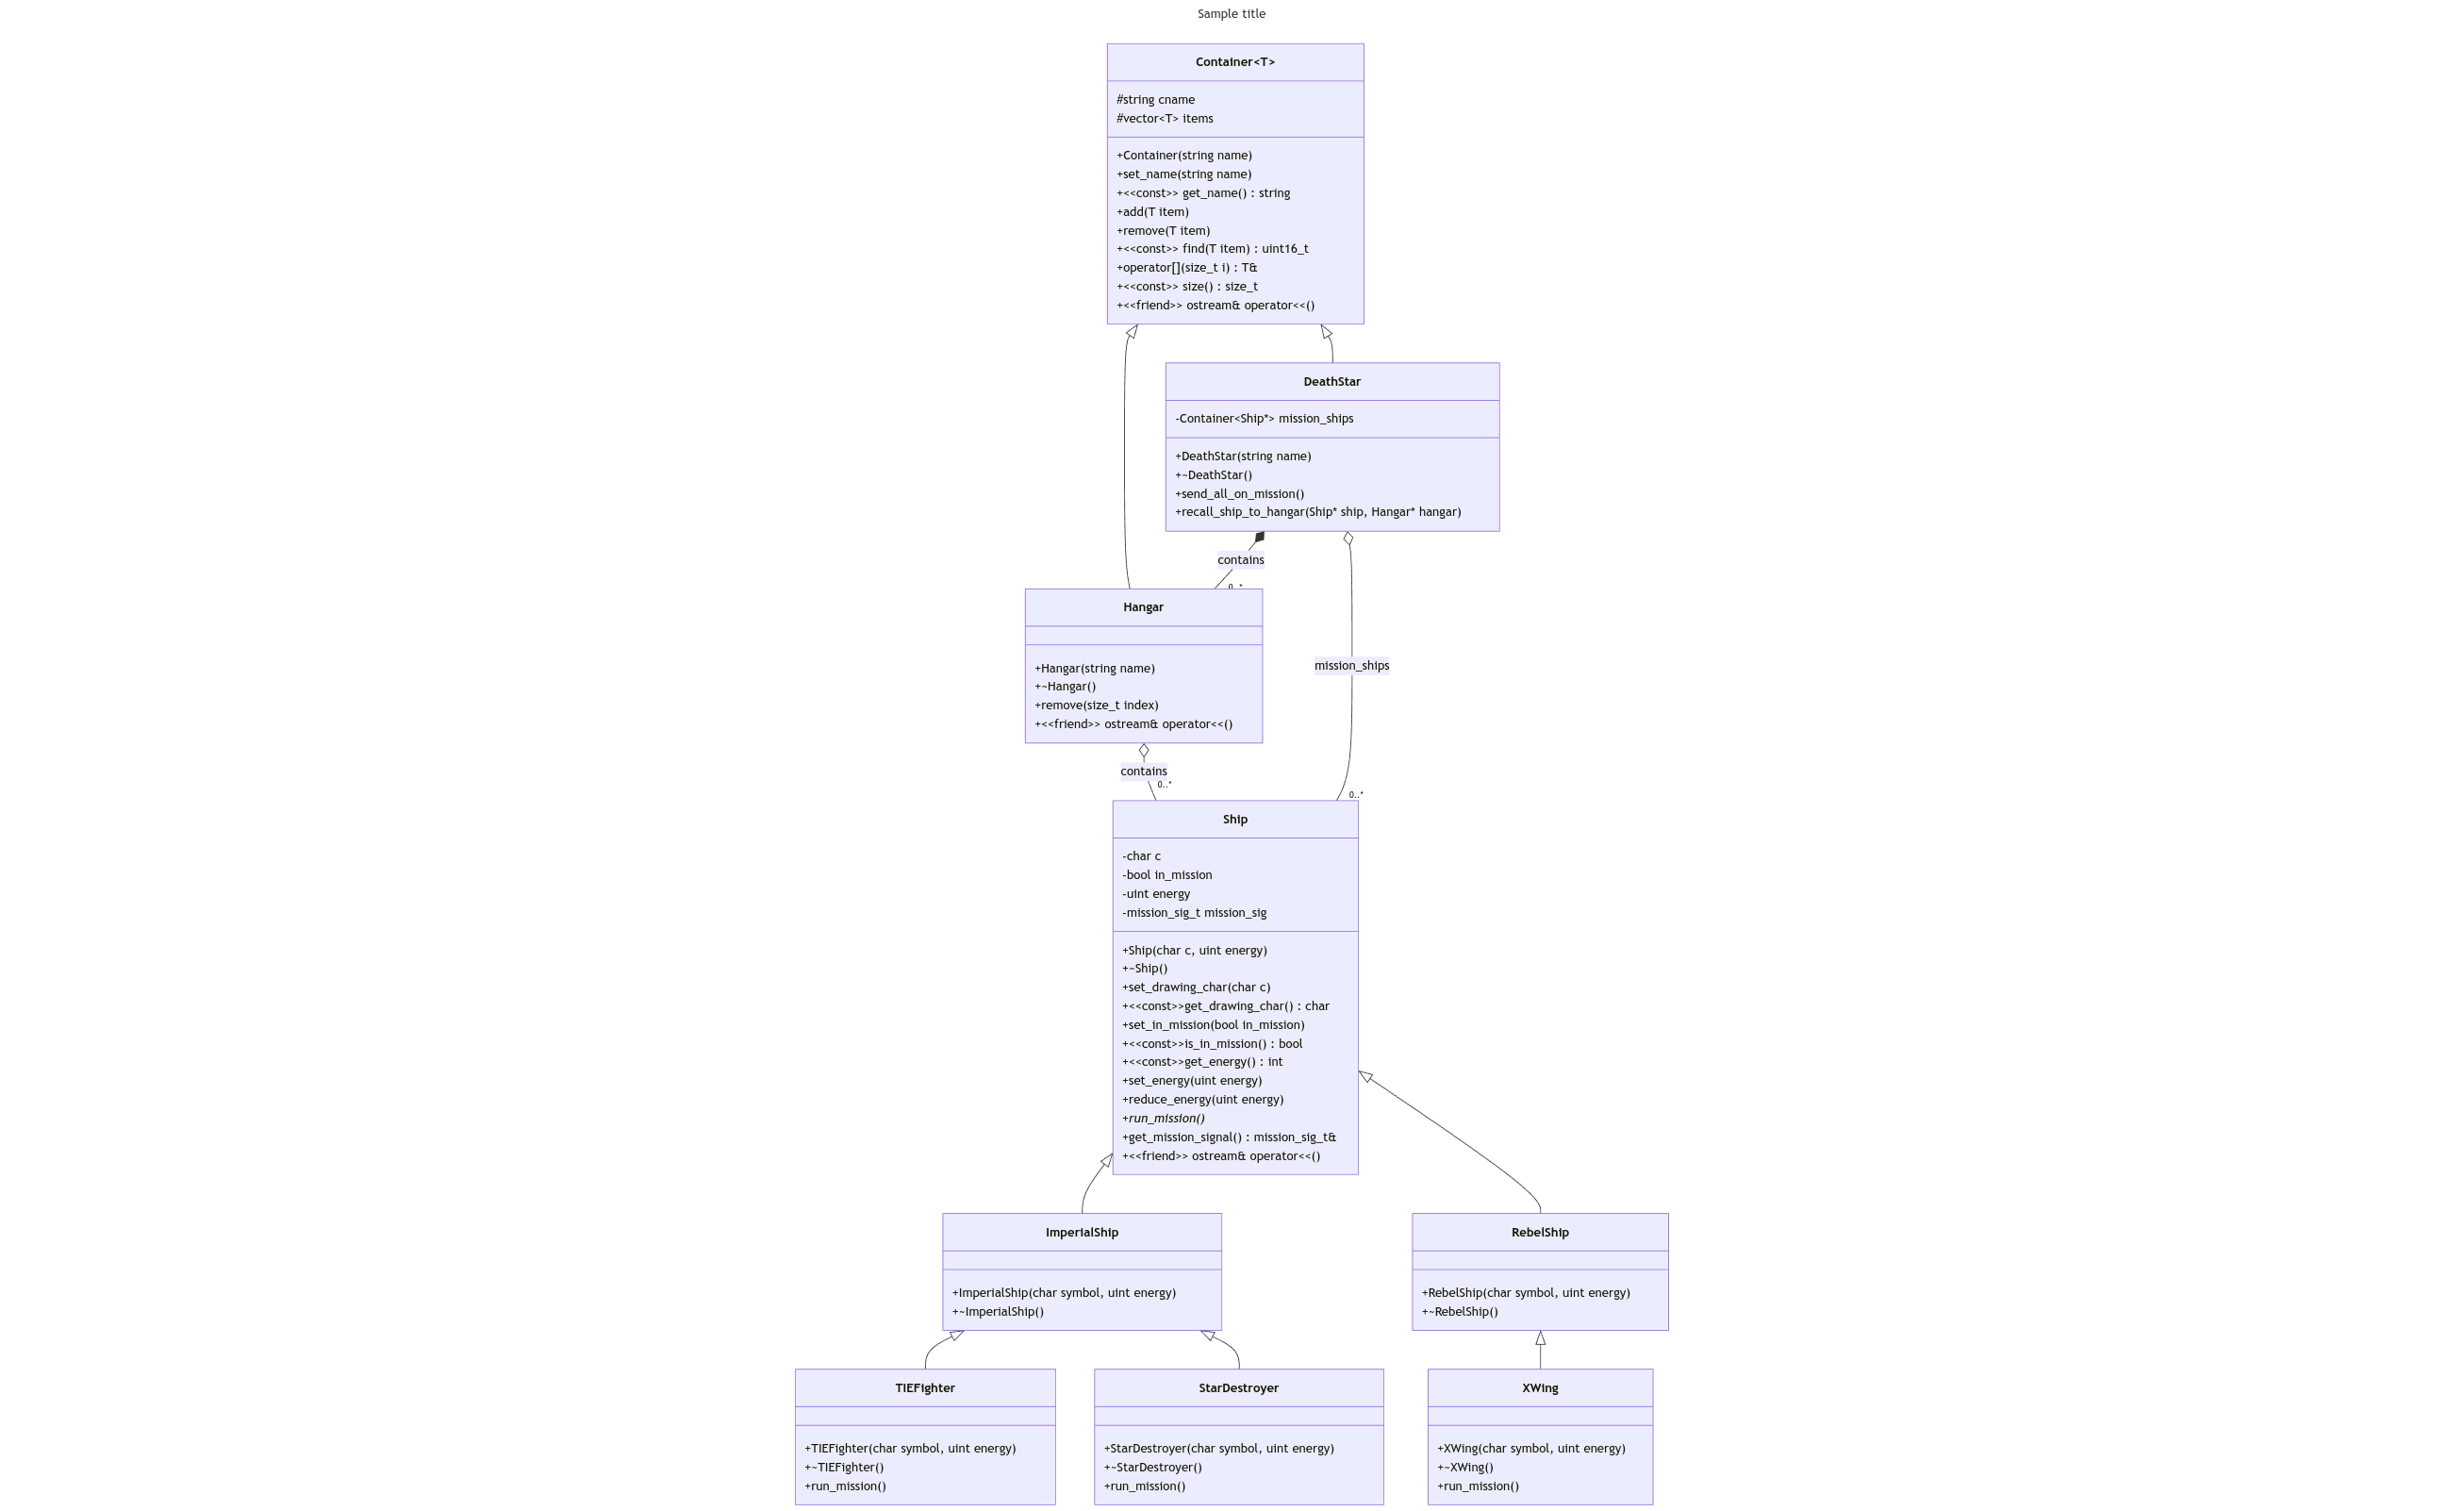 Sample title
Container<T>
#string cname
#vector<T> items
+Container(string name)
+set_name(string name)
+<<const>> get_name() : string
+add(T item)
+remove(T item)
+<<const>> find(T item) : uint16_t
+operator[](size_t i) : T&
+<<const>> size() : size_t
+<<friend>> ostream& operator<<()
DeathStar
-Container<Ship*> mission_ships
+DeathStar(string name)
+~DeathStar()
+send_all_on_mission()
+recall_ship_to_hangar(Ship* ship, Hangar* hangar)
contains
0..*
Hangar
+Hangar(string name)
+~Hangar()
+remove(size_t index)
+<<friend>> ostream& operator<<()
mission_ships
contains
0..*
0..*
Ship
-char c
-bool in_mission
-uint energy
-mission_sig_t mission_sig
+Ship(char c, uint energy)
+~Ship()
+set_drawing_char(char c)
+<<const>>get_drawing_char() : char
+set_in_mission(bool in_mission)
+<<const>>is_in_mission() : bool
+<<const>>get_energy() : int
+set_energy(uint energy)
+reduce_energy(uint energy)
+run_mission()
+get_mission_signal() : mission_sig_t&
+<<friend>> ostream& operator<<()
ImperialShip
+ImperialShip(char symbol, uint energy)
+~ImperialShip()
RebelShip
+RebelShip(char symbol, uint energy)
+~RebelShip()
TIEFighter
+TIEFighter(char symbol, uint energy)
+~TIEFighter()
+run_mission()
StarDestroyer
+StarDestroyer(char symbol, uint energy)
+~StarDestroyer()
+run_mission()
XWing
+XWing(char symbol, uint energy)
+~XWing()
+run_mission()